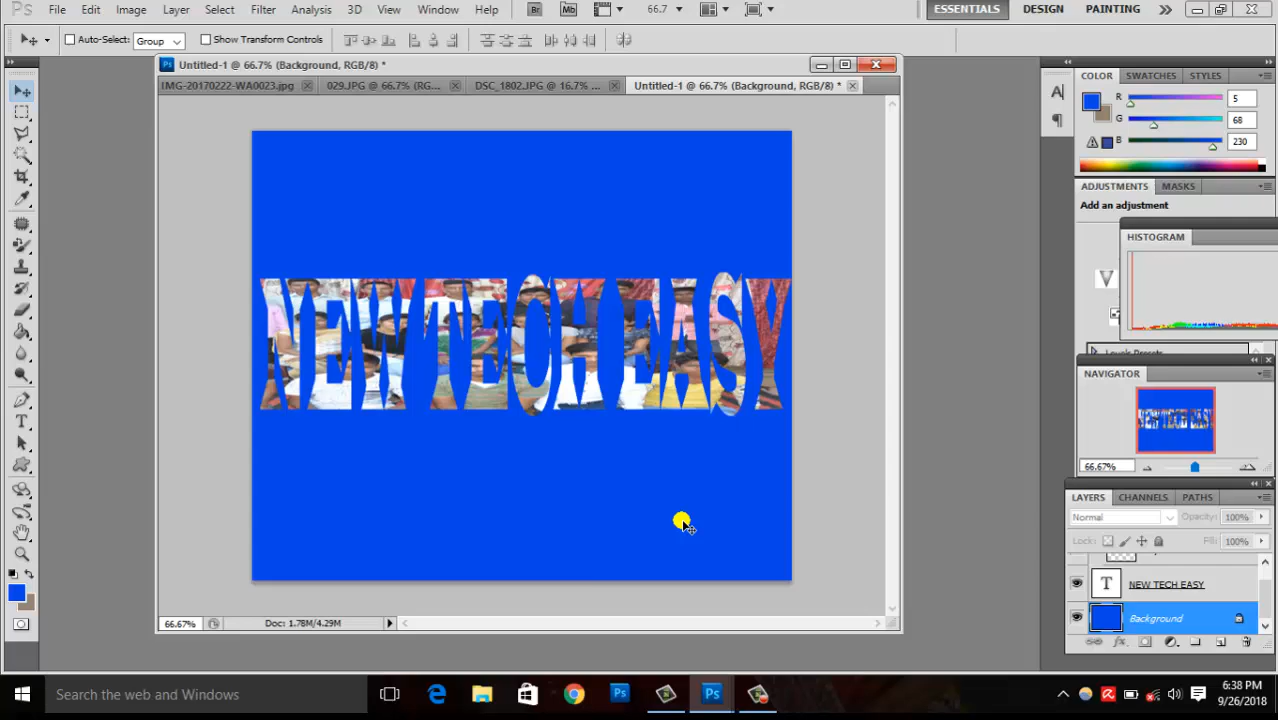 Ps File Edit Image Layer Select Filter Analysis 3D View Window Help Br Mb 66.7 ESSENTIALS DESIGN PAINTING
Auto-Select: Group Show Transform Controls
Ps Untitled-1 @ 66.7% (Background, RGB/8) *
IMG-20170222-WA0023.jpg 029.JPG @ 66.7% (RG... DSC_1802.JPG @ 16.7% ... Untitled-1 @ 66.7% (Background, RGB/8) *
COLOR SWATCHES STYLES
R 5
G 68
B 230
ADJUSTMENTS MASKS
Add an adjustment
HISTOGRAM
Levels Presets
NEW TECH EASY
NAVIGATOR
66.67%
LAYERS CHANNELS PATHS
Normal Opacity: 100%
Lock: Fill: 100%
T NEW TECH EASY
Background
66.67% Doc: 1.78M/4.29M
Search the web and Windows
Ps Ps
6:38 PM
9/26/2018